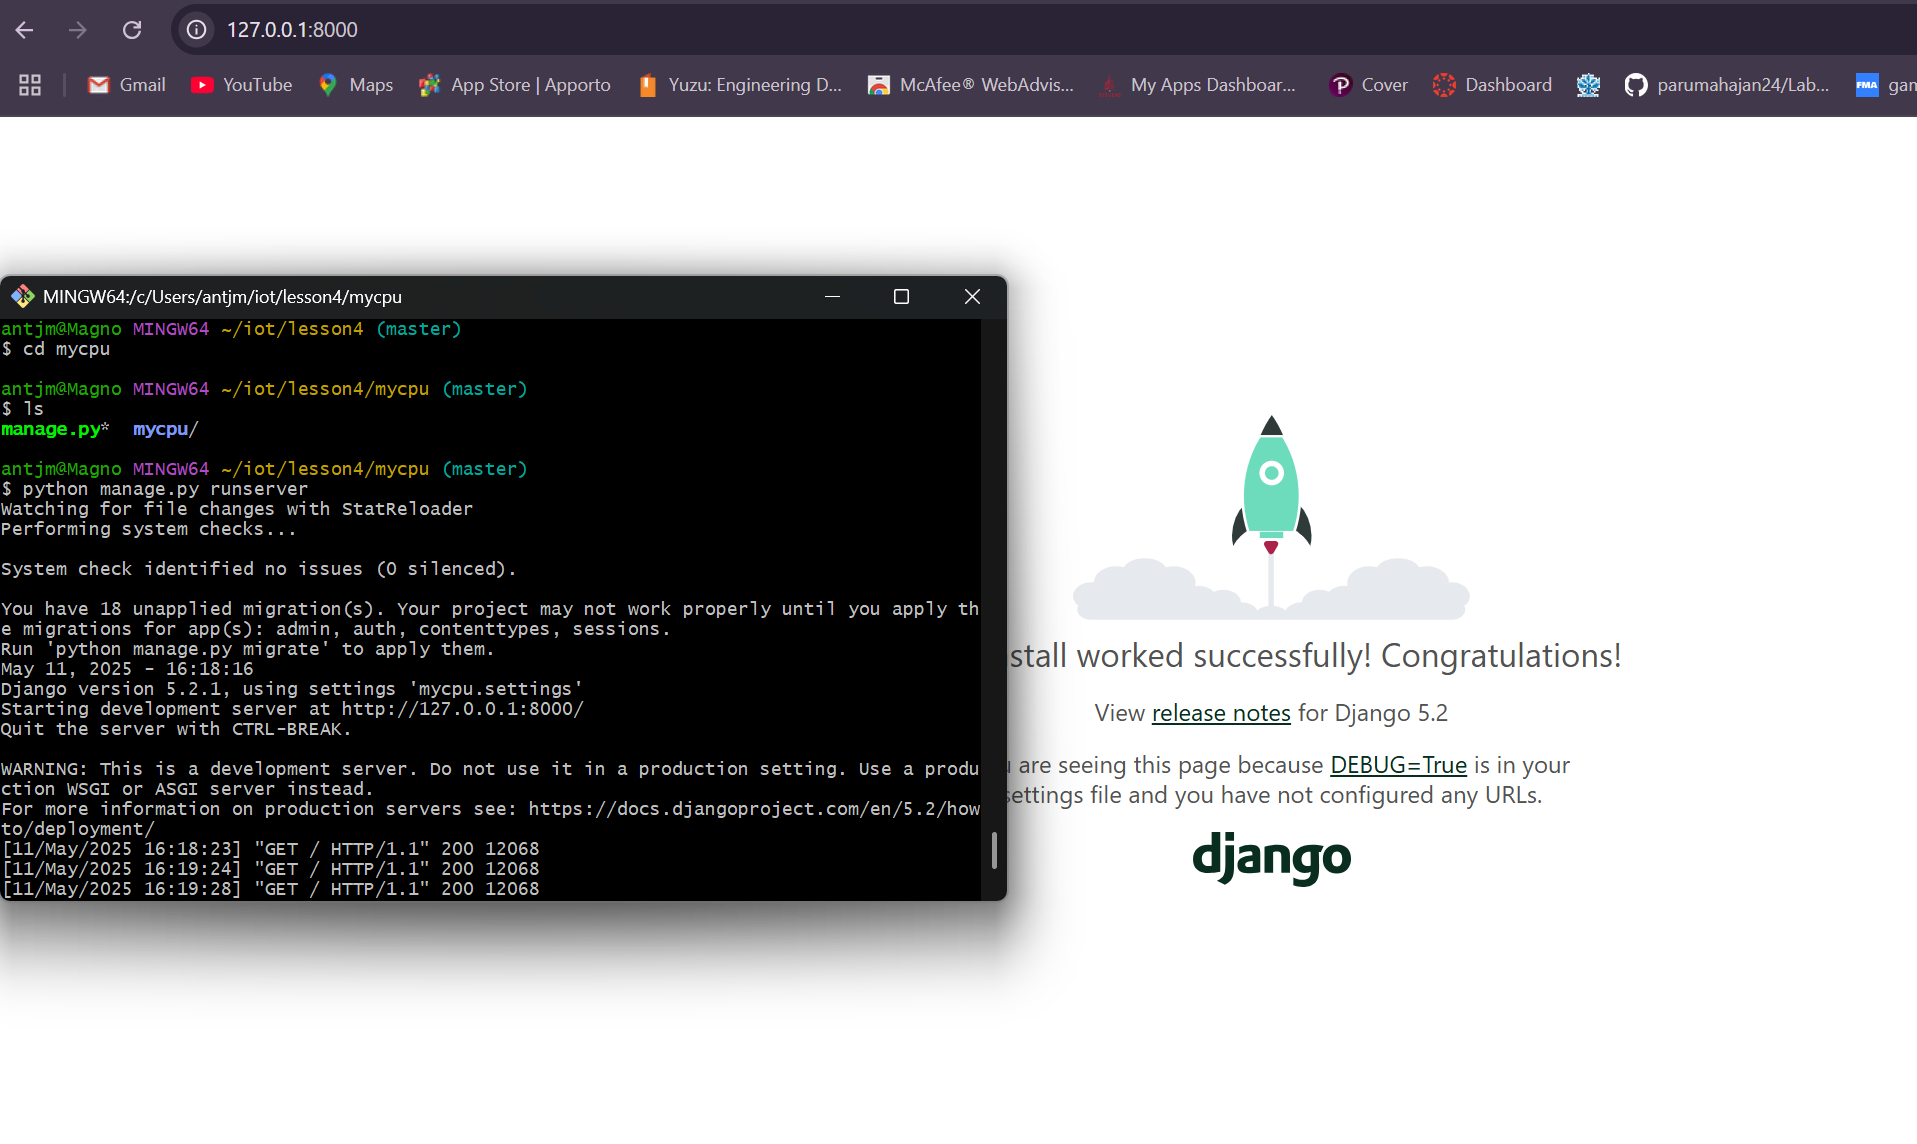 127.0.0.1:8000
Gmail
YouTube
Maps
App Store | Apporto
Yuzu: Engineering D...
McAfee® WebAdvis...
My Apps Dashboar...
Cover
Dashboard
parumahajan24/Lab...
FMA gan
MINGW64:/c/Users/antjm/iot/lesson4/mycpu
antjm@Magno MINGW64 ~/iot/lesson4 (master)
$ cd mycpu
antjm@Magno MINGW64 ~/iot/lesson4/mycpu (master)
$ ls
manage.py* mycpu/
antjm@Magno MINGW64 ~/iot/lesson4/mycpu (master)
$ python manage.py runserver
Watching for file changes with StatReloader
Performing system checks...
System check identified no issues (0 silenced).
You have 18 unapplied migration(s). Your project may not work properly until you apply th
e migrations for app(s): admin, auth, contenttypes, sessions.
Run 'python manage.py migrate' to apply them.
May 11, 2025 - 16:18:16
Django version 5.2.1, using settings 'mycpu.settings'
Starting development server at http://127.0.0.1:8000/
Quit the server with CTRL-BREAK.
WARNING: This is a development server. Do not use it in a production setting. Use a produ
ction WSGI or ASGI server instead.
For more information on production servers see: https://docs.djangoproject.com/en/5.2/how
to/deployment/
[11/May/2025 16:18:23] "GET / HTTP/1.1" 200 12068
[11/May/2025 16:19:24] "GET / HTTP/1.1" 200 12068
[11/May/2025 16:19:28] "GET / HTTP/1.1" 200 12068
stall worked successfully! Congratulations!
View release notes for Django 5.2
u are seeing this page because DEBUG=True is in your
settings file and you have not configured any URLs.
django